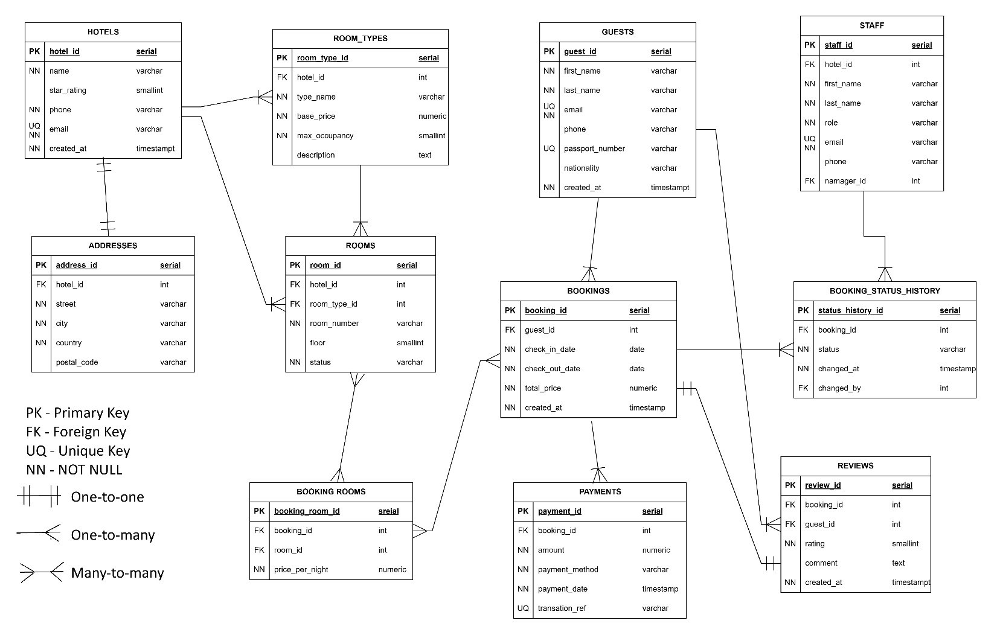 HOTELS
PK hotel_id serial
NN name varchar
star_rating smallint
NN phone varchar
UQ NN email varchar
NN created_at timestampt
ROOM_TYPES
PK room_type_id serial
FK hotel_id int
NN type_name varchar
NN base_price numeric
NN max_occupancy smallint
description text
GUESTS
PK guest_id serial
NN first_name varchar
NN last_name varchar
UQ NN email varchar
phone varchar
UQ passport_number varchar
nationality varchar
NN created_at timestampt
STAFF
PK staff_id serial
FK hotel_id int
NN first_name varchar
NN last_name varchar
NN role varchar
UQ NN email varchar
phone varchar
FK namager_id int
ADDRESSES
PK address_id serial
FK hotel_id int
NN street varchar
NN city varchar
NN country varchar
postal_code varchar
ROOMS
PK room_id serial
FK hotel_id int
FK room_type_id int
NN room_number varchar
floor smallint
NN status varchar
BOOKINGS
PK booking_id serial
FK guest_id int
NN check_in_date date
NN check_out_date date
NN total_price numeric
NN created_at timestamp
BOOKING_STATUS_HISTORY
PK status_history_id serial
FK booking_id int
NN status varchar
NN changed_at timestamp
FK changed_by int
PK - Primary Key
FK - Foreign Key
UQ - Unique Key
NN - NOT NULL
One-to-one
One-to-many
Many-to-many
BOOKING ROOMS
PK booking_room_id sreial
FK booking_id int
FK room_id int
NN price_per_night numeric
PAYMENTS
PK payment_id serial
FK booking_id int
NN amount numeric
NN payment_method varchar
NN payment_date timestamp
UQ transation_ref varchar
REVIEWS
PK review_id serial
FK booking_id int
FK guest_id int
NN rating smallint
comment text
NN created_at timestampt